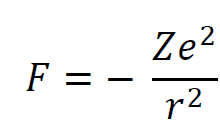 F = − Ze²/r²